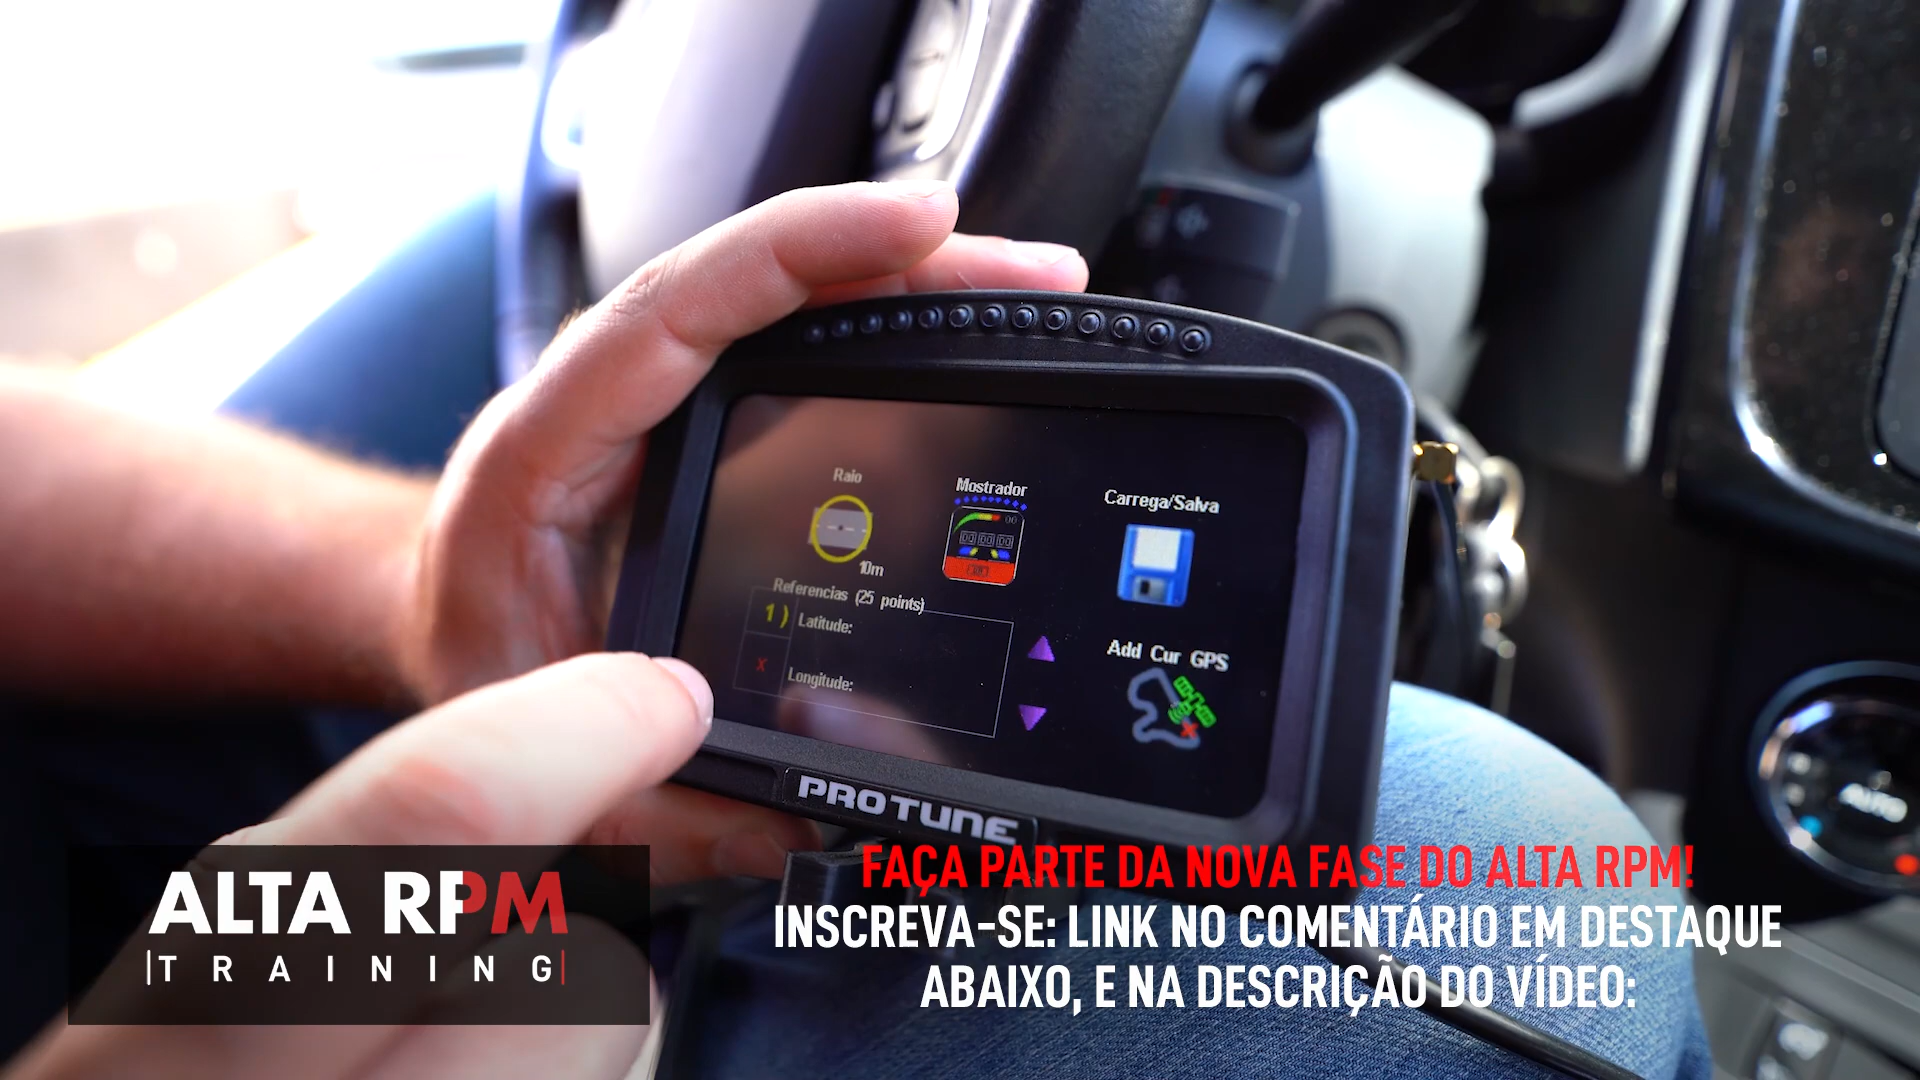 Raio
Mostrador
Carrega/Salva
10m
Referencias (25 points)
1) Latitude:
x Longitude:
Add Cur GPS
PROTUNE
AUTO
ALTA RPM
TRAINING
FAÇA PARTE DA NOVA FASE DO ALTA RPM!
INSCREVA-SE: LINK NO COMENTÁRIO EM DESTAQUE
ABAIXO, E NA DESCRIÇÃO DO VÍDEO: